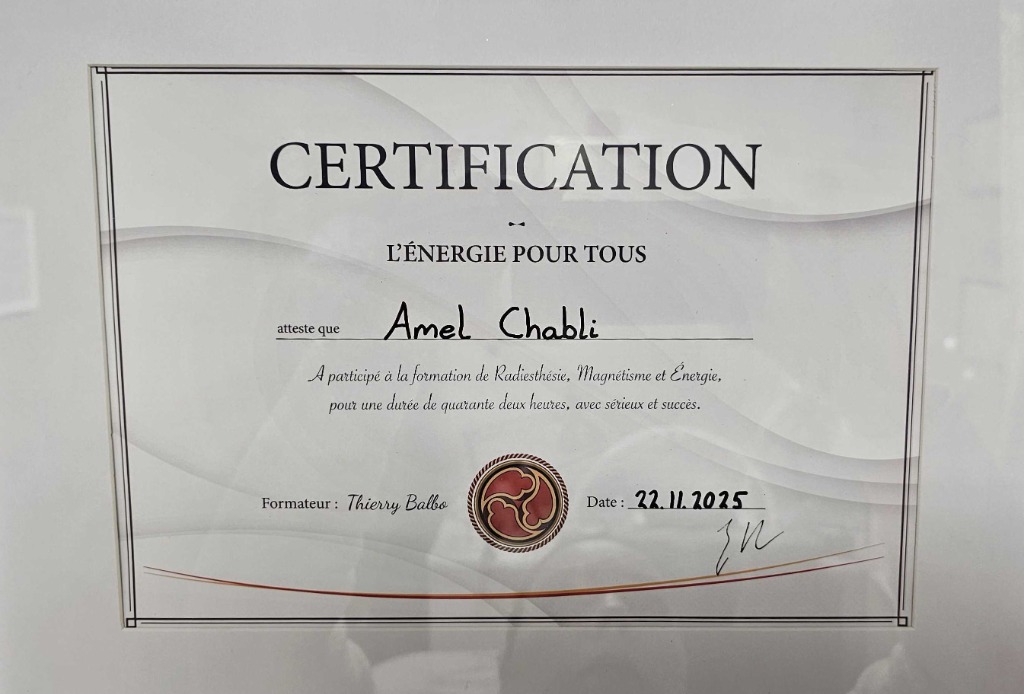 CERTIFICATION
L'ÉNERGIE POUR TOUS
atteste que Amel Chabli
A participé à la formation de Radiesthésie, Magnétisme et Énergie,
pour une durée de quarante deux heures, avec sérieux et succès.
Formateur : Thierry Balbo
Date : 22.11.2025